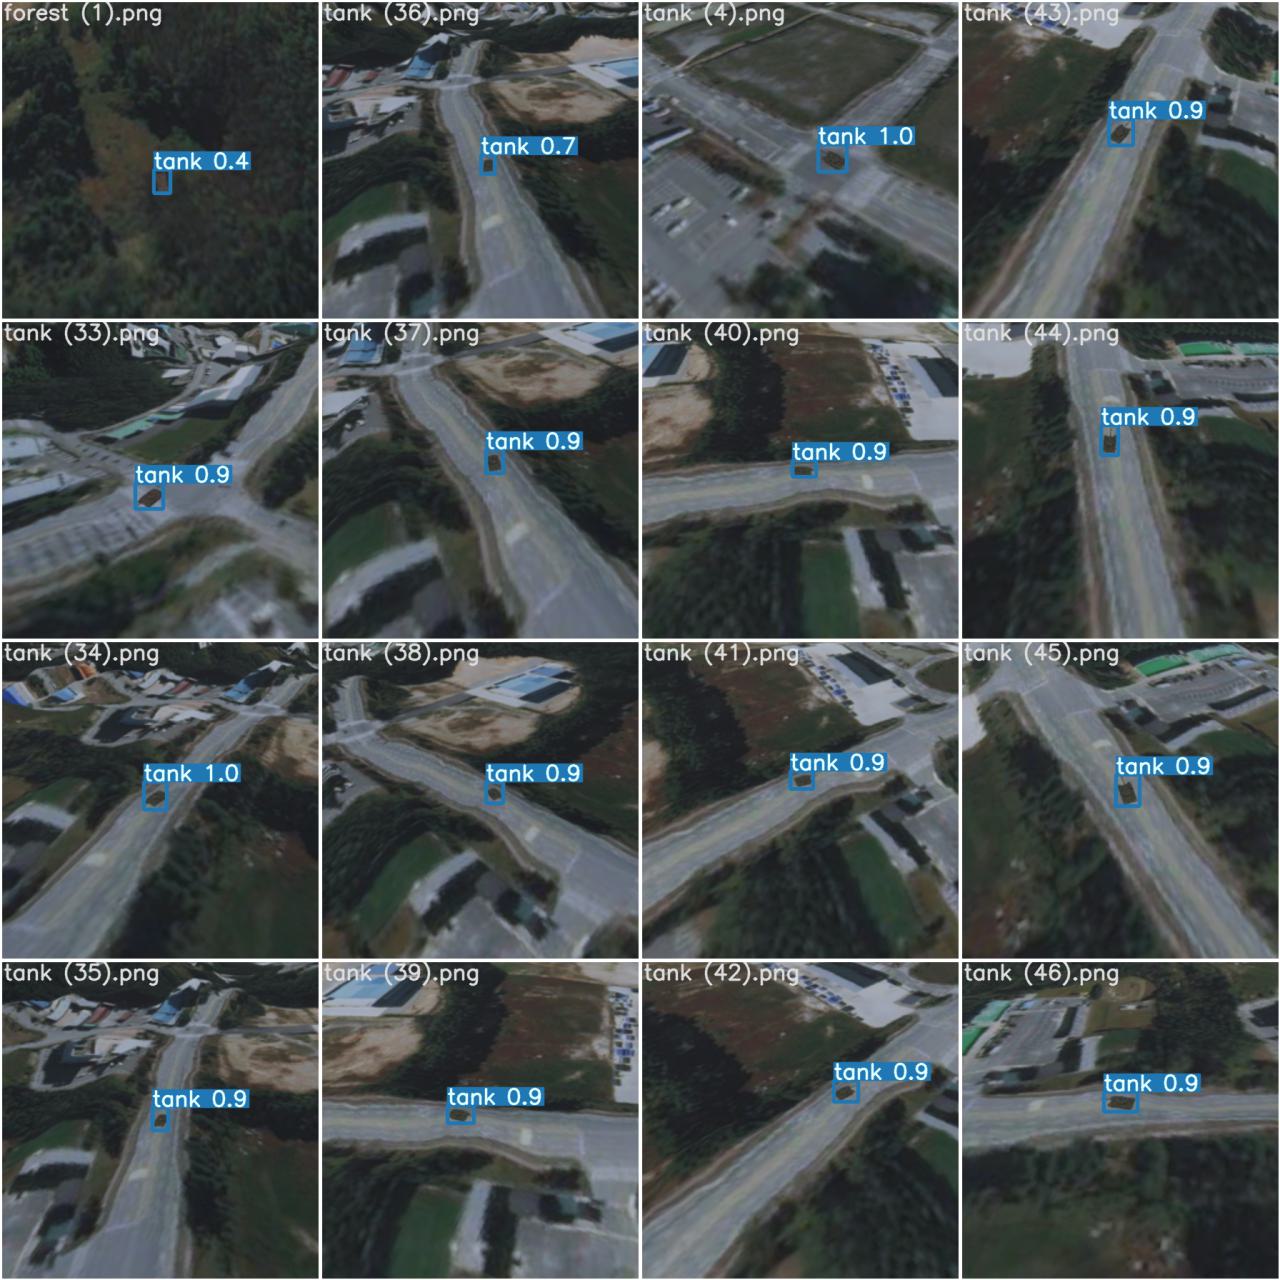 forest (1).png
tank 0.4
tank (36).png
tank 0.7
tank (4).png
tank 1.0
tank (43).png
tank 0.9
tank (33).png
tank 0.9
tank (37).png
tank 0.9
tank (40).png
tank 0.9
tank (44).png
tank 0.9
tank (34).png
tank 1.0
tank (38).png
tank 0.9
tank (41).png
tank 0.9
tank (45).png
tank 0.9
tank (35).png
tank 0.9
tank (39).png
tank 0.9
tank (42).png
tank 0.9
tank (46).png
tank 0.9